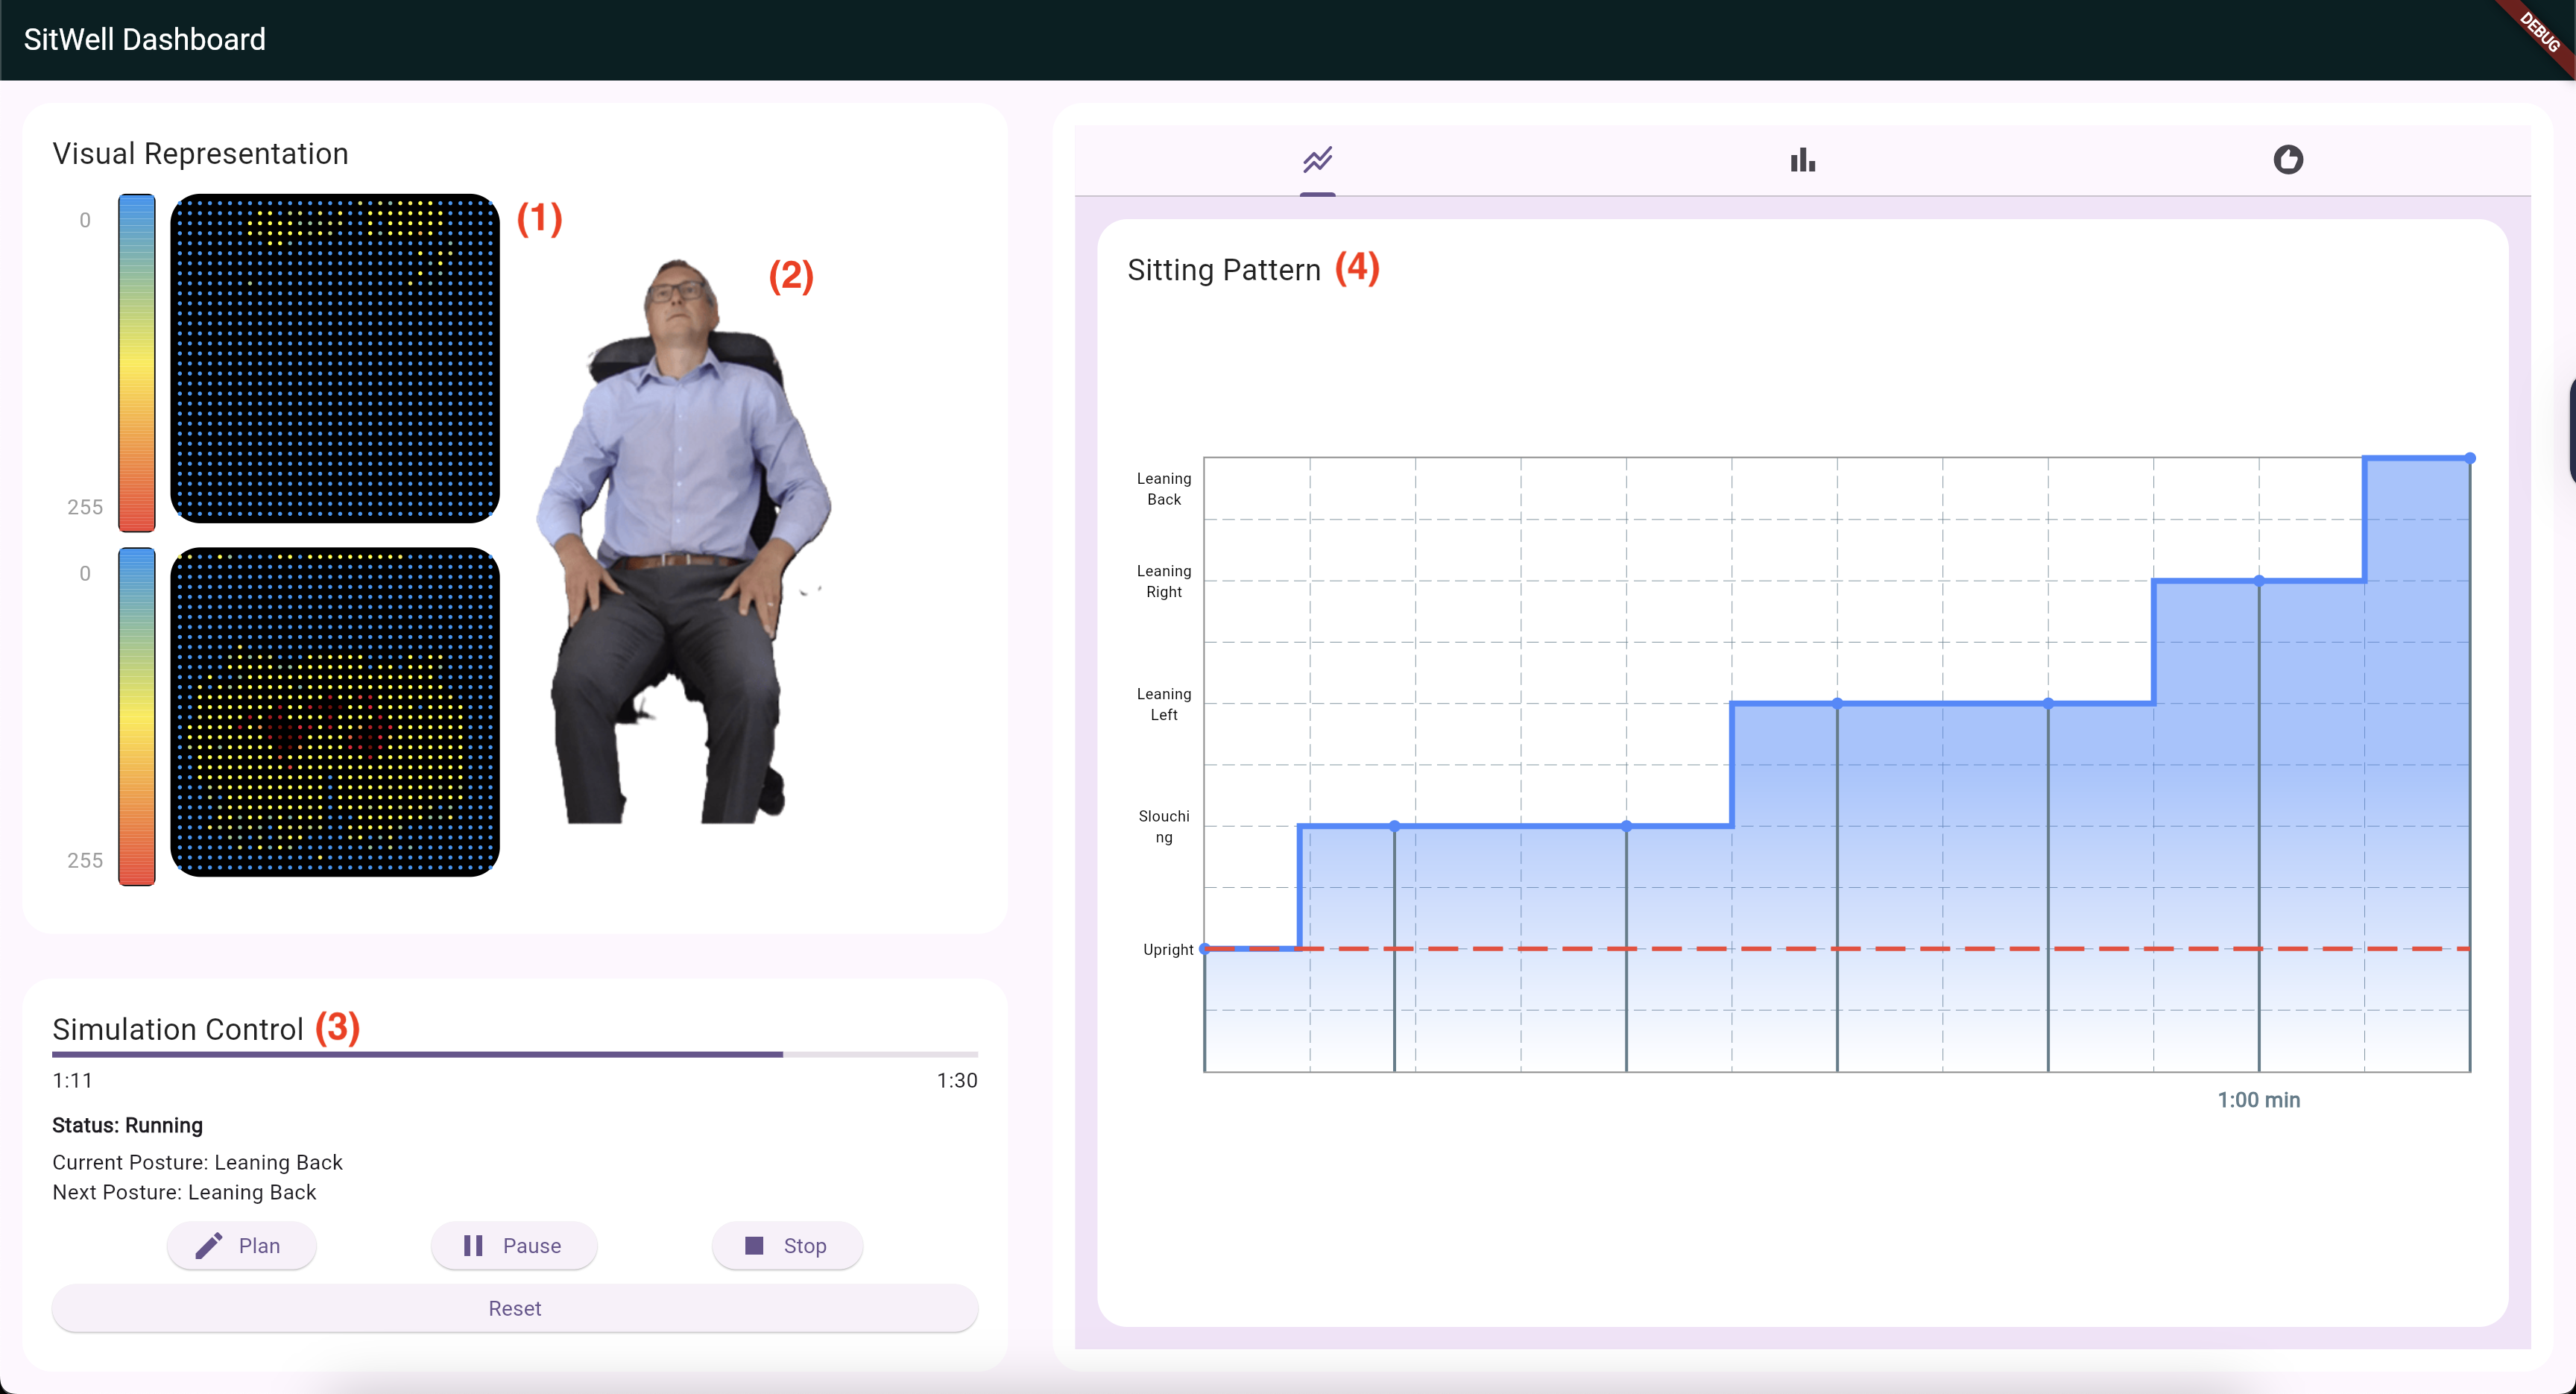 SitWell Dashboard
DEBUG
Visual Representation
0
(1)
(2)
255
0
255
Simulation Control (3)
1:11
1:30
Status: Running
Current Posture: Leaning Back
Next Posture: Leaning Back
Plan
Pause
Stop
Reset
Sitting Pattern (4)
Leaning
Back
Leaning
Right
Leaning
Left
Slouchi
ng
Upright
1:00 min